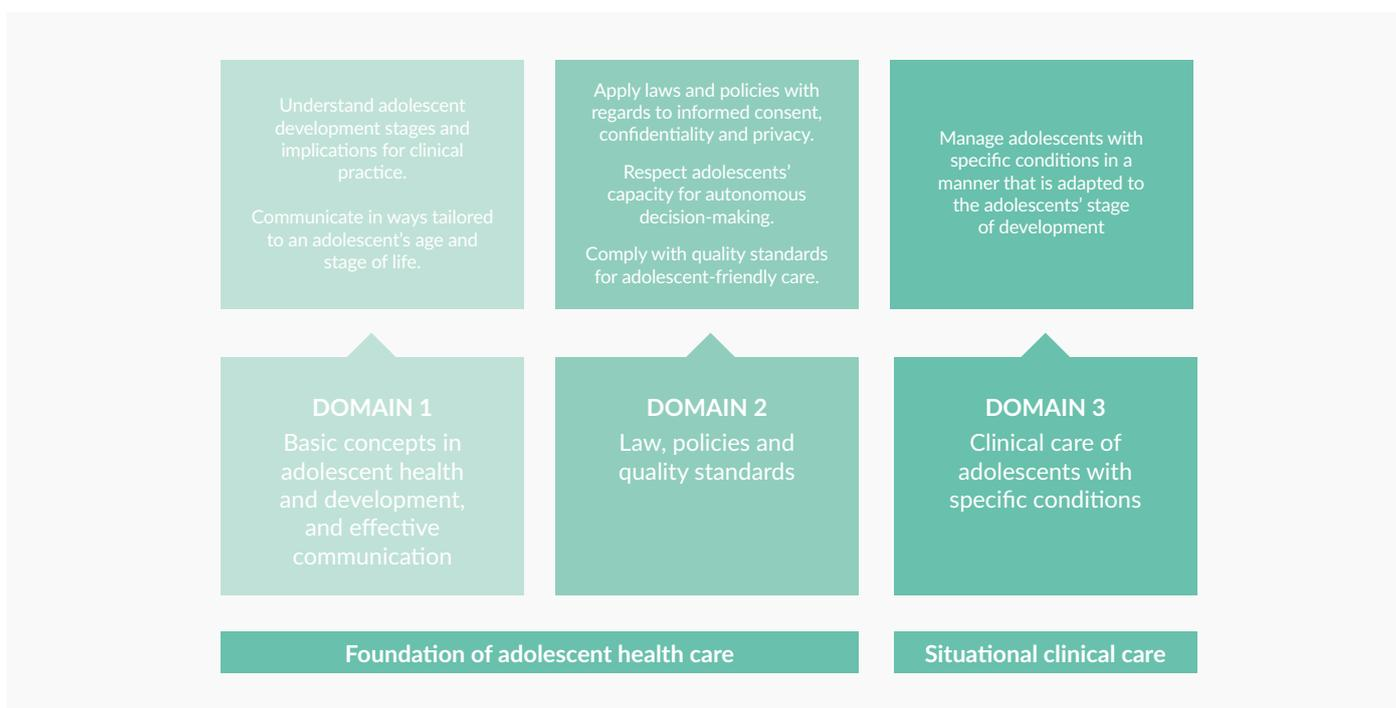 Understand adolescent
development stages and
implications for clinical
practice.
Communicate in ways tailored
to an adolescent's age and
stage of life.
Apply laws and policies with
regards to informed consent,
confidentiality and privacy.
Respect adolescents'
capacity for autonomous
decision-making.
Comply with quality standards
for adolescent-friendly care.
Manage adolescents with
specific conditions in a
manner that is adapted to
the adolescents' stage
of development
DOMAIN 1
Basic concepts in
adolescent health
and development,
and effective
communication
DOMAIN 2
Law, policies and
quality standards
DOMAIN 3
Clinical care of
adolescents with
specific conditions
Foundation of adolescent health care
Situational clinical care